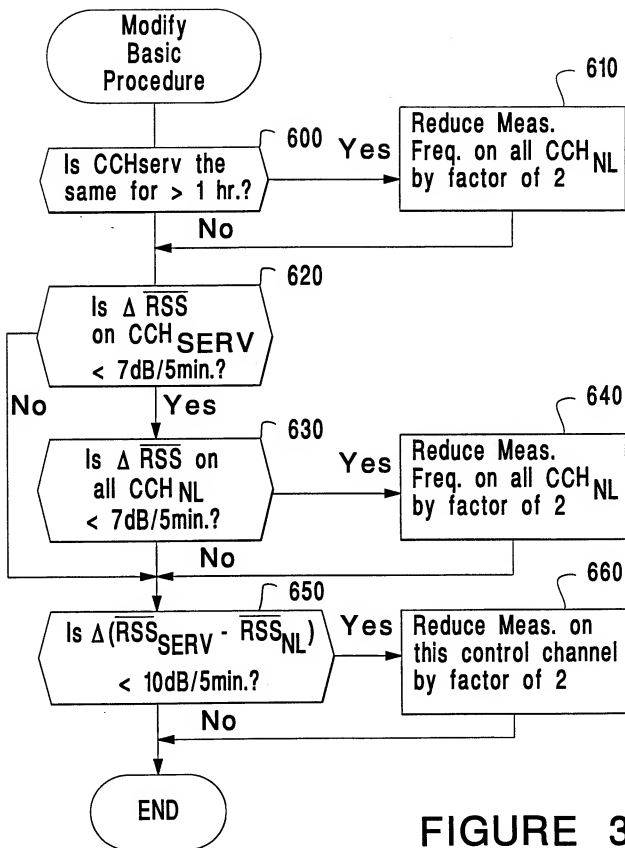 Modify
Basic
Procedure
600
Is CCHserv the
same for > 1 hr.?
Yes
610
Reduce Meas.
Freq. on all CCH NL
by factor of 2
No
620
Is Δ R̅S̅S̅
on CCH SERV
< 7dB/5min.?
No
Yes
630
Is Δ R̅S̅S̅ on
all CCH NL
< 7dB/5min.?
Yes
640
Reduce Meas.
Freq. on all CCH NL
by factor of 2
No
650
Is Δ(R̅S̅S̅ SERV - R̅S̅S̅ NL)
< 10dB/5min.?
Yes
660
Reduce Meas. on
this control channel
by factor of 2
No
END
FIGURE 3